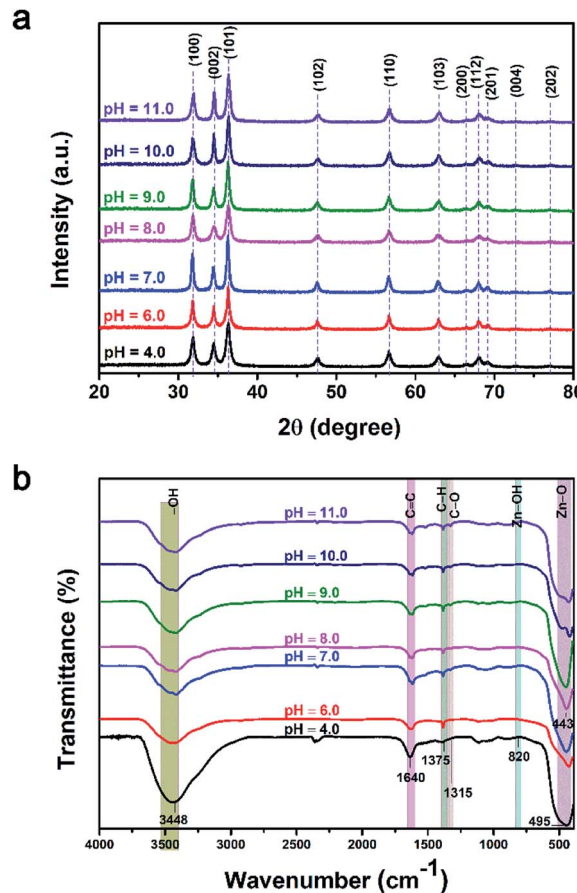 a
(100)
(002)
(101)
(102)
(110)
(103)
(200)
(112)
(201)
(004)
(202)
pH = 11.0
pH = 10.0
pH = 9.0
pH = 8.0
pH = 7.0
pH = 6.0
pH = 4.0
Intensity (a.u.)
20 30 40 50 60 70 80
2θ (degree)
b
–OH
C=C
C–H
C–O
Zn–OH
Zn–O
pH = 11.0
pH = 10.0
pH = 9.0
pH = 8.0
pH = 7.0
pH = 6.0
pH = 4.0
443
1375
820
1640
1315
3448
495
Transmittance (%)
4000 3500 3000 2500 2000 1500 1000 500
Wavenumber (cm⁻¹)